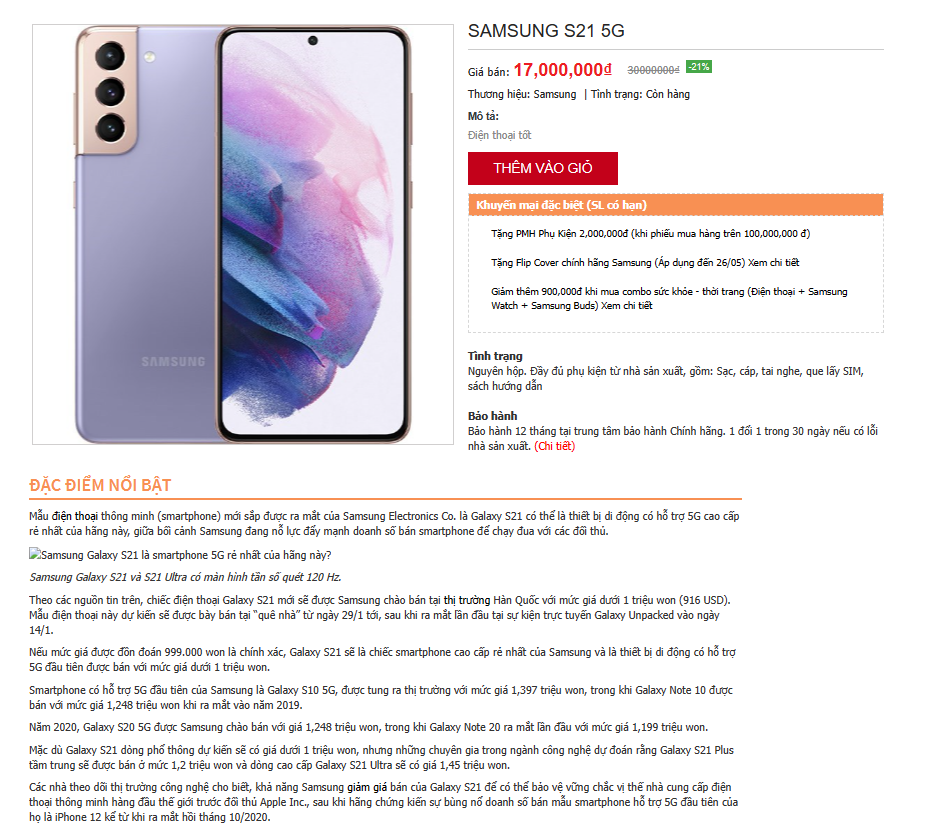 SAMSUNG S21 5G
Giá bán: 17,000,000₫ 30000000₫ -21%
Thương hiệu: Samsung | Tình trạng: Còn hàng
Mô tả:
Điện thoại tốt
THÊM VÀO GIỎ
Khuyến mại đặc biệt (SL có hạn)
Tặng PMH Phụ Kiện 2,000,000đ (khi phiếu mua hàng trên 100,000,000 đ)
Tặng Flip Cover chính hãng Samsung (Áp dụng đến 26/05) Xem chi tiết
Giảm thêm 900,000đ khi mua combo sức khỏe - thời trang (Điện thoại + Samsung
Watch + Samsung Buds) Xem chi tiết
SAMSUNG
Tình trạng
Nguyên hộp. Đầy đủ phụ kiện từ nhà sản xuất, gồm: Sạc, cáp, tai nghe, que lấy SIM,
sách hướng dẫn
Bảo hành
Bảo hành 12 tháng tại trung tâm bảo hành Chính hãng. 1 đổi 1 trong 30 ngày nếu có lỗi
nhà sản xuất. (Chi tiết)
ĐẶC ĐIỂM NỔI BẬT
Mẫu điện thoại thông minh (smartphone) mới sắp được ra mắt của Samsung Electronics Co. là Galaxy S21 có thể là thiết bị di động có hỗ trợ 5G cao cấp
rẻ nhất của hãng này, giữa bối cảnh Samsung đang nỗ lực đẩy mạnh doanh số bán smartphone để chạy đua với các đối thủ.
Samsung Galaxy S21 là smartphone 5G rẻ nhất của hãng này?
Samsung Galaxy S21 và S21 Ultra có màn hình tần số quét 120 Hz.
Theo các nguồn tin trên, chiếc điện thoại Galaxy S21 mới sẽ được Samsung chào bán tại thị trường Hàn Quốc với mức giá dưới 1 triệu won (916 USD).
Mẫu điện thoại này dự kiến sẽ được bày bán tại “quê nhà” từ ngày 29/1 tới, sau khi ra mắt lần đầu tại sự kiện trực tuyến Galaxy Unpacked vào ngày
14/1.
Nếu mức giá được đồn đoán 999.000 won là chính xác, Galaxy S21 sẽ là chiếc smartphone cao cấp rẻ nhất của Samsung và là thiết bị di động có hỗ trợ
5G đầu tiên được bán với mức giá dưới 1 triệu won.
Smartphone có hỗ trợ 5G đầu tiên của Samsung là Galaxy S10 5G, được tung ra thị trường với mức giá 1,397 triệu won, trong khi Galaxy Note 10 được
bán với mức giá 1,248 triệu won khi ra mắt vào năm 2019.
Năm 2020, Galaxy S20 5G được Samsung chào bán với giá 1,248 triệu won, trong khi Galaxy Note 20 ra mắt lần đầu với mức giá 1,199 triệu won.
Mặc dù Galaxy S21 dòng phổ thông dự kiến sẽ có giá dưới 1 triệu won, nhưng những chuyên gia trong ngành công nghệ dự đoán rằng Galaxy S21 Plus
tầm trung sẽ được bán ở mức 1,2 triệu won và dòng cao cấp Galaxy S21 Ultra sẽ có giá 1,45 triệu won.
Các nhà theo dõi thị trường công nghệ cho biết, khả năng Samsung giảm giá bán của Galaxy S21 để có thể bảo vệ vững chắc vị thế nhà cung cấp điện
thoại thông minh hàng đầu thế giới trước đối thủ Apple Inc., sau khi hãng chứng kiến sự bùng nổ doanh số bán mẫu smartphone hỗ trợ 5G đầu tiên của
họ là iPhone 12 kể từ khi ra mắt hồi tháng 10/2020.